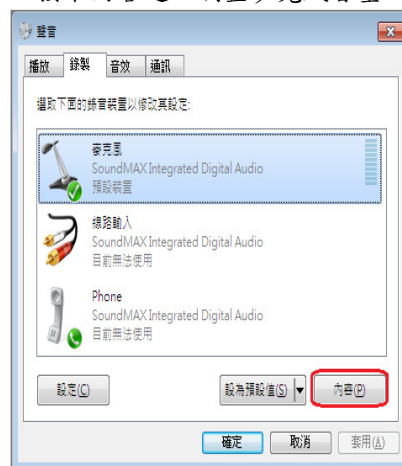 聲音
播放 錄製 音效 通訊
選取下面的錄音裝置以修改其設定:
麥克風
SoundMAX Integrated Digital Audio
預設裝置
線路輸入
SoundMAX Integrated Digital Audio
目前無法使用
Phone
SoundMAX Integrated Digital Audio
目前無法使用
設定(C) 設為預設值(S) 內容(P)
確定 取消 套用(A)